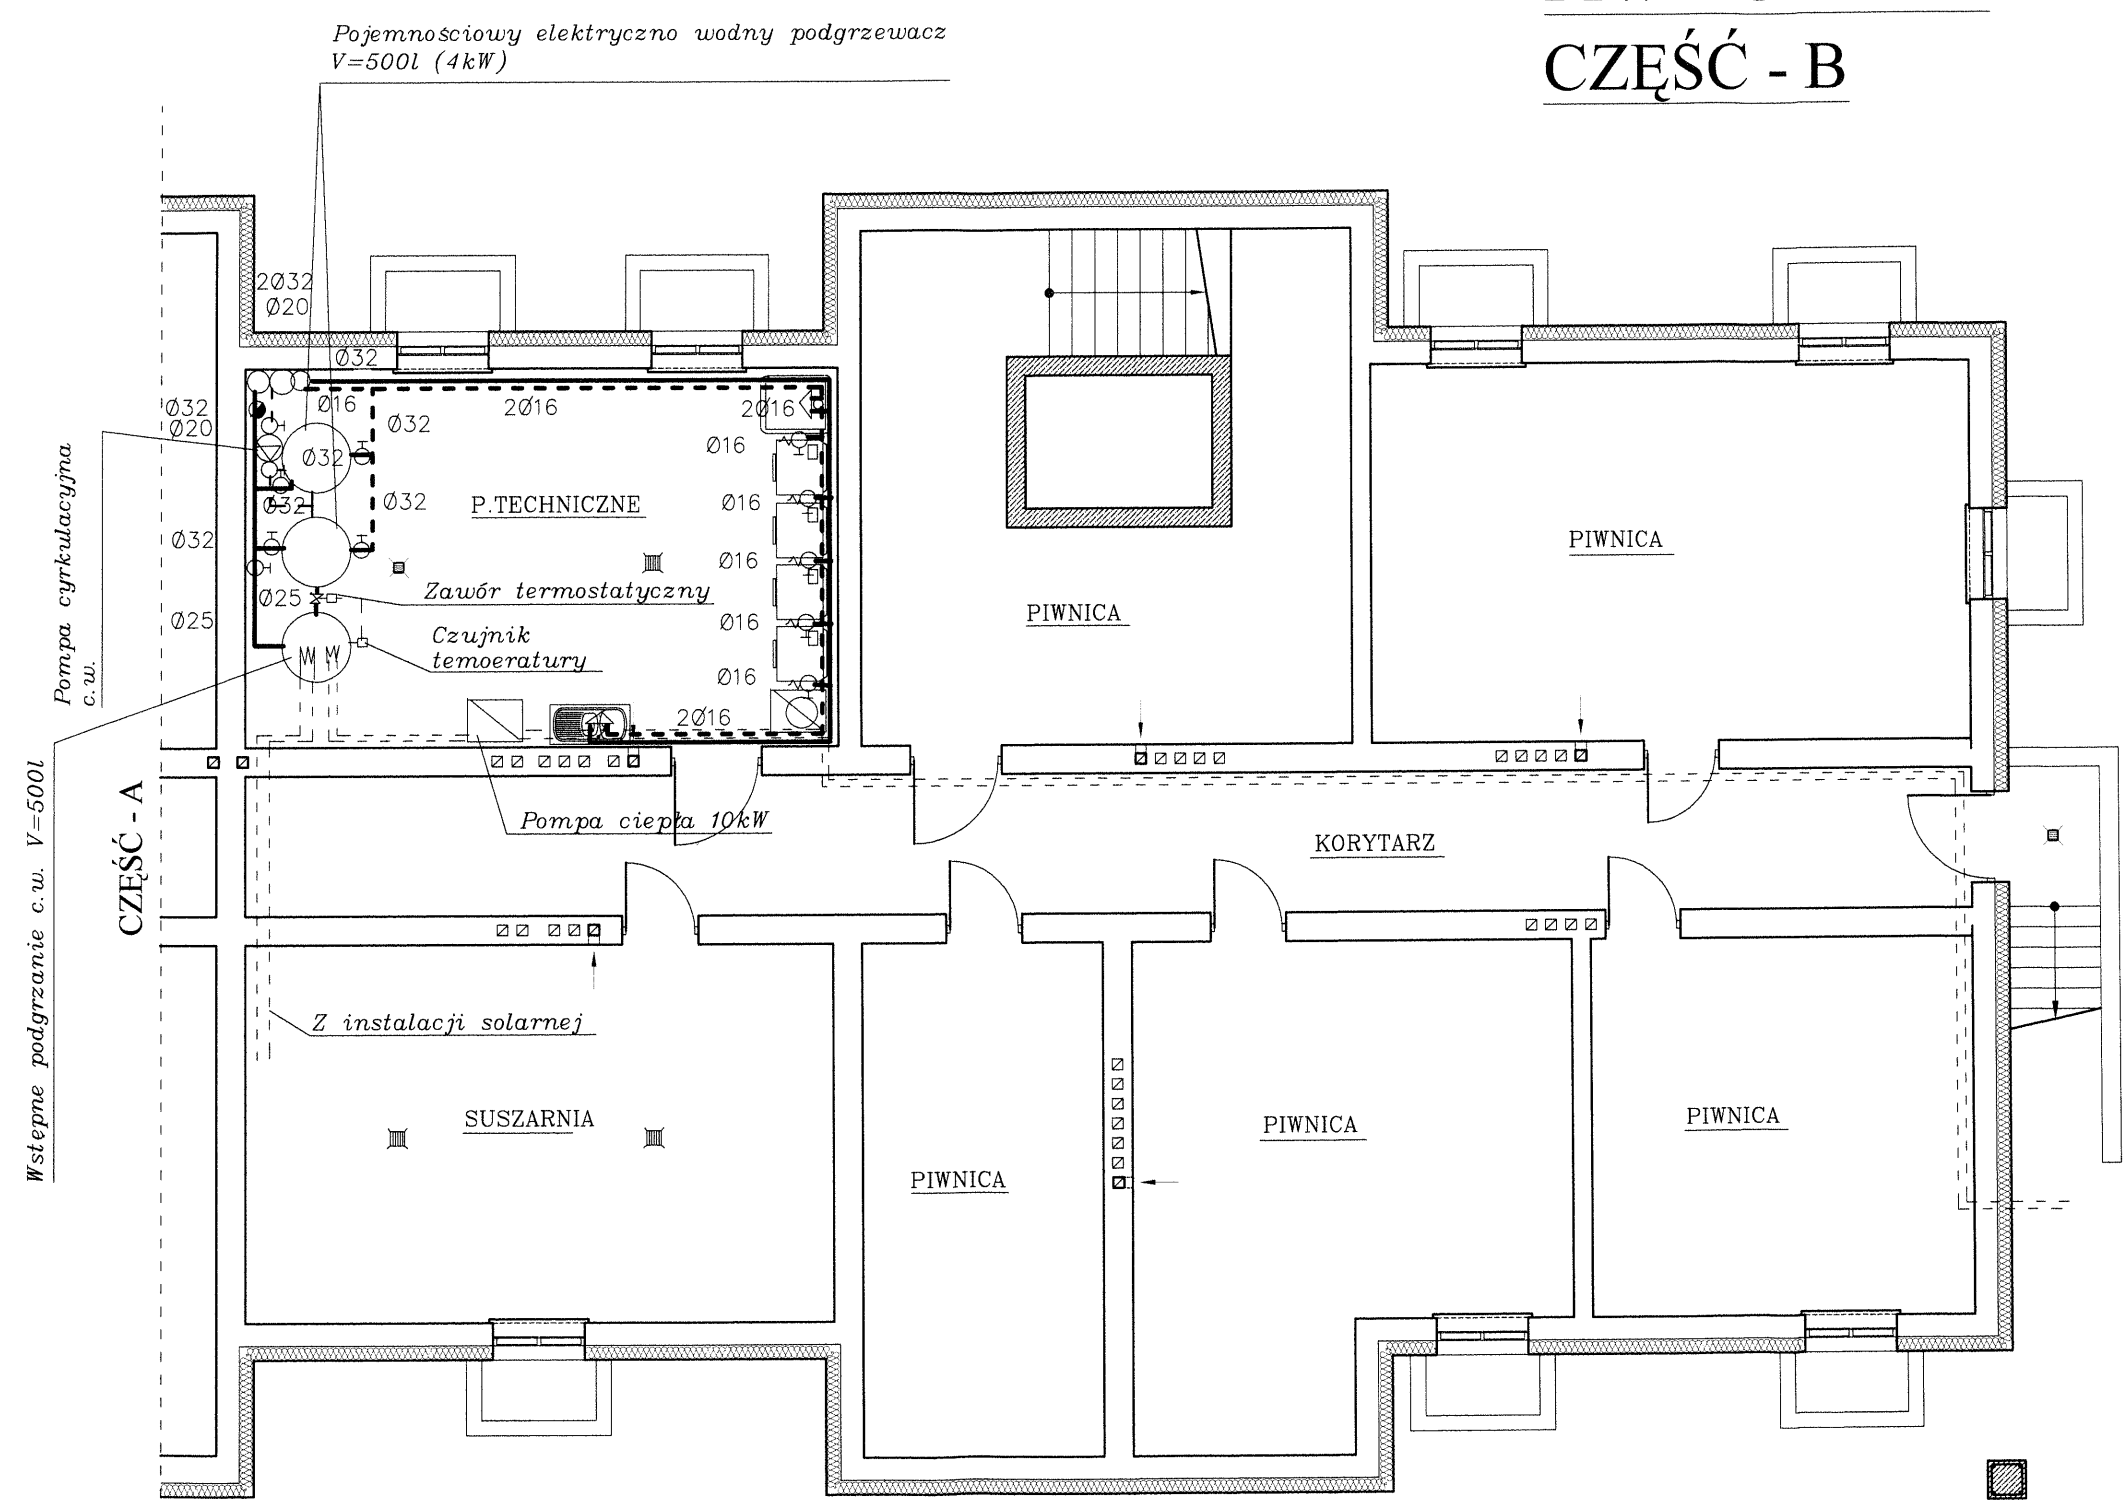 CZĘŚĆ - B
Pojemnościowy elektryczno wodny podgrzewacz
V=500l (4kW)
2Ø32
Ø20
Ø32
Ø16
2Ø16
2Ø16
Ø32
Ø20
Ø32
Ø16
Ø32
Ø32
Ø32
P.TECHNICZNE
Ø16
Ø32
PIWNICA
Ø16
Zawór termostatyczny
Ø25
PIWNICA
Ø25
Ø16
Czujnik
temoeratury
Ø16
2Ø16
Pompa cyrkulacyjna
c.w.
Wstepne podgrzanie c.w. V=500l
CZĘŚĆ - A
Pompa ciepła 10kW
KORYTARZ
Z instalacji solarnej
SUSZARNIA
PIWNICA
PIWNICA
PIWNICA